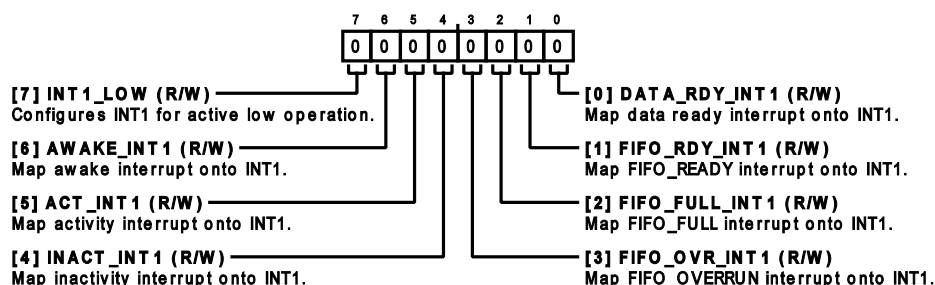 7 6 5 4 3 2 1 0
0 0 0 0 0 0 0 0
[7] INT1_LOW (R/W)
Configures INT1 for active low operation.
[6] AWAKE_INT1 (R/W)
Map awake interrupt onto INT1.
[5] ACT_INT1 (R/W)
Map activity interrupt onto INT1.
[4] INACT_INT1 (R/W)
Map inactivity interrupt onto INT1.
[0] DATA_RDY_INT1 (R/W)
Map data ready interrupt onto INT1.
[1] FIFO_RDY_INT1 (R/W)
Map FIFO_READY interrupt onto INT1.
[2] FIFO_FULL_INT1 (R/W)
Map FIFO_FULL interrupt onto INT1.
[3] FIFO_OVR_INT1 (R/W)
Map FIFO_OVERRUN interrupt onto INT1.